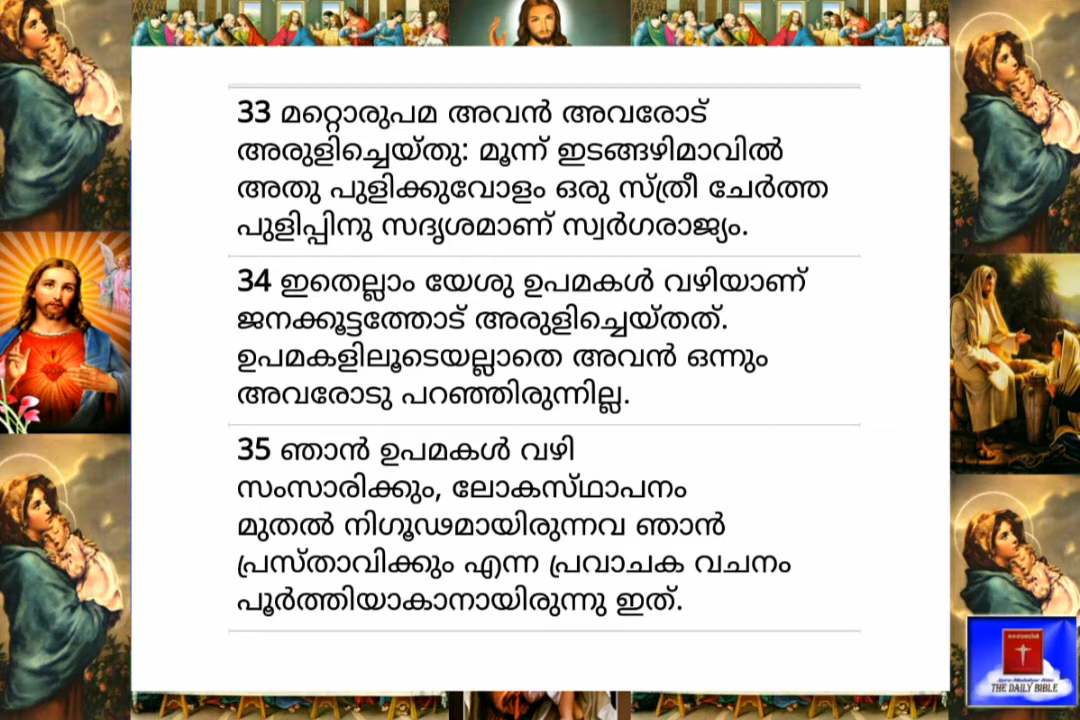 33 മറ്റൊരുപമ അവൻ അവരോട്
അരുളിച്ചെയ്തു: മൂന്ന് ഇടങ്ങഴിമാവിൽ
അതു പുളിക്കുവോളം ഒരു സ്ത്രീ ചേർത്ത
പുളിപ്പിനു സദൃശമാണ് സ്വർഗരാജ്യം.
34 ഇതെല്ലാം യേശു ഉപമകൾ വഴിയാണ്
ജനക്കൂട്ടത്തോട് അരുളിച്ചെയ്തത്.
ഉപമകളിലൂടെയല്ലാതെ അവൻ ഒന്നും
അവരോടു പറഞ്ഞിരുന്നില്ല.
35 ഞാൻ ഉപമകൾ വഴി
സംസാരിക്കും, ലോകസ്ഥാപനം
മുതൽ നിഗൂഢമായിരുന്നവ ഞാൻ
പ്രസ്താവിക്കും എന്ന പ്രവാചക വചനം
പൂർത്തിയാകാനായിരുന്നു ഇത്.
THE DAILY BIBLE